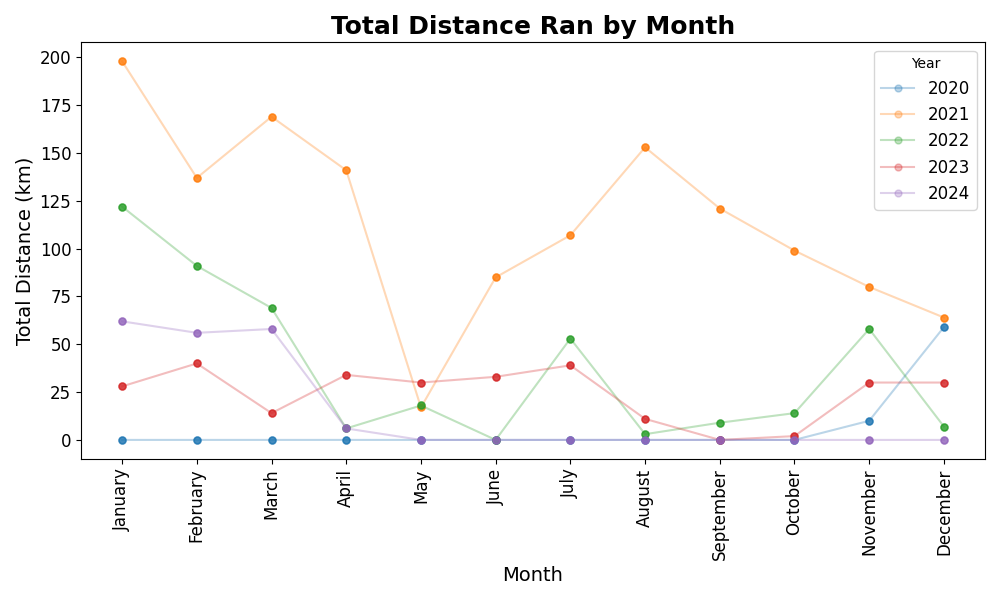 Total Distance Ran by Month
Total Distance (km)
200
175
150
125
100
75
50
25
0
Year
2020
2021
2022
2023
2024
January
February
March
April
May
June
July
August
September
October
November
December
Month